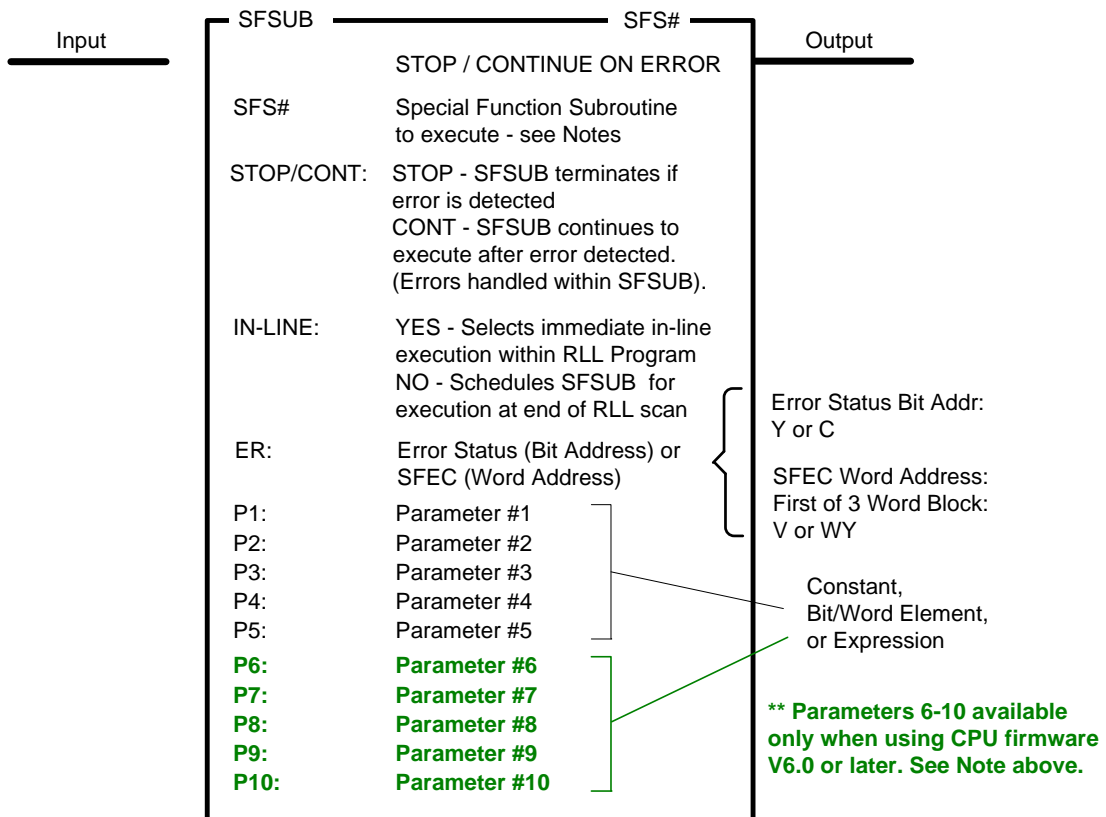 SFSUB SFS#
Input
Output
STOP / CONTINUE ON ERROR
SFS# Special Function Subroutine
to execute - see Notes
STOP/CONT: STOP - SFSUB terminates if
error is detected
CONT - SFSUB continues to
execute after error detected.
(Errors handled within SFSUB).
IN-LINE: YES - Selects immediate in-line
execution within RLL Program
NO - Schedules SFSUB for
execution at end of RLL scan
ER: Error Status (Bit Address) or
SFEC (Word Address)
Error Status Bit Addr:
Y or C
SFEC Word Address:
First of 3 Word Block:
V or WY
P1: Parameter #1
P2: Parameter #2
P3: Parameter #3
P4: Parameter #4
P5: Parameter #5
P6: Parameter #6
P7: Parameter #7
P8: Parameter #8
P9: Parameter #9
P10: Parameter #10
Constant,
Bit/Word Element,
or Expression
** Parameters 6-10 available
only when using CPU firmware
V6.0 or later. See Note above.